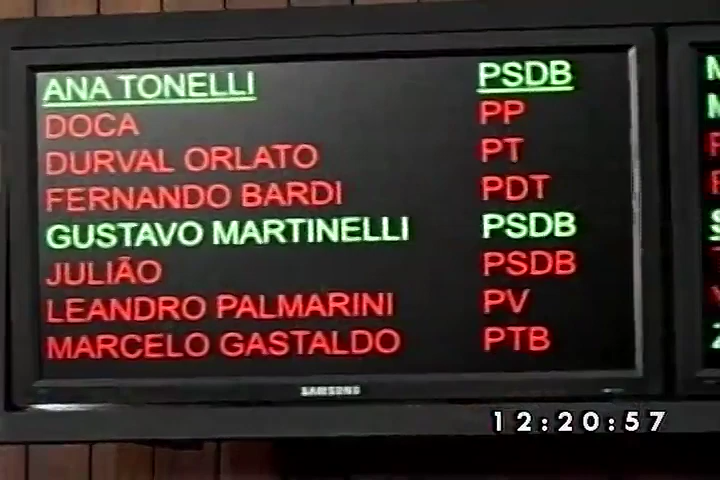 ANA TONELLI PSDB
DOCA PP
DURVAL ORLATO PT
FERNANDO BARDI PDT
GUSTAVO MARTINELLI PSDB
JULIÃO PSDB
LEANDRO PALMARINI PV
MARCELO GASTALDO PTB
SAMSUNG
12:20:57